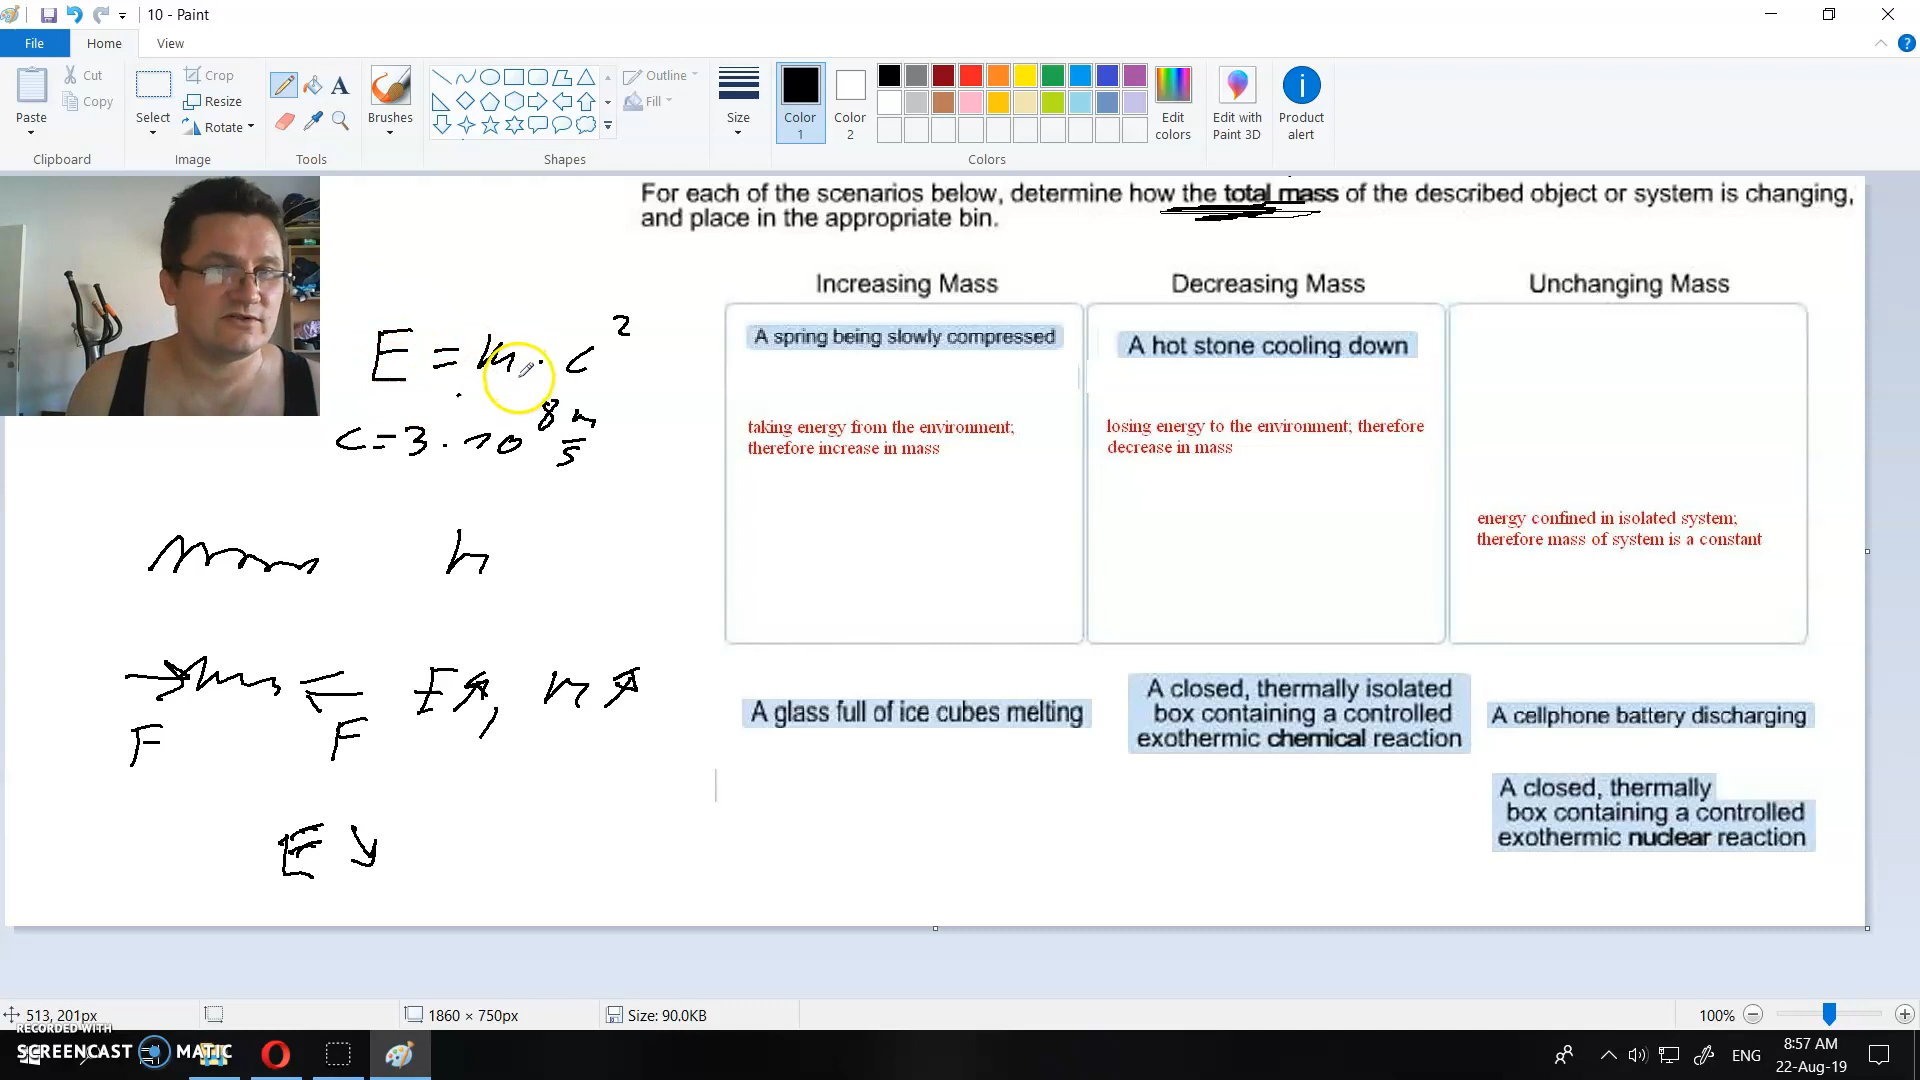 10 - Paint
File
Home
View
Paste
Cut
Copy
Clipboard
Select
Crop
Resize
Rotate
Image
Tools
Brushes
Outline
Fill
Shapes
Size
Color 1
Color 2
Edit colors
Colors
Edit with Paint 3D
Product alert
For each of the scenarios below, determine how the total mass of the described object or system is changing,
and place in the appropriate bin.
Increasing Mass
Decreasing Mass
Unchanging Mass
A spring being slowly compressed
A hot stone cooling down
taking energy from the environment;
therefore increase in mass
losing energy to the environment; therefore
decrease in mass
energy confined in isolated system;
therefore mass of system is a constant
A glass full of ice cubes melting
A closed, thermally isolated
box containing a controlled
exothermic chemical reaction
A cellphone battery discharging
A closed, thermally
box containing a controlled
exothermic nuclear reaction
E = m · c²
c = 3 · 10⁸ m/s
m
F
F
E↗, m↗
E↘
513, 201px
1860 × 750px
Size: 90.0KB
100%
RECORDED WITH
SCREENCAST MATIC
ENG
8:57 AM
22-Aug-19